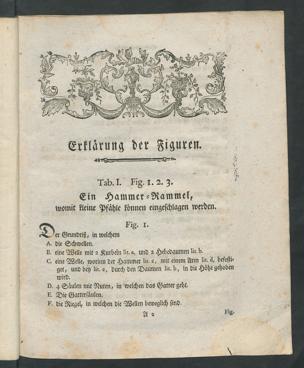 Erklärung der Figuren.
Tab. I. Fig. 1. 2. 3.
Ein Hammer-Rammel,
womit kleine Pfähle können eingeschlagen werden.
Fig. 1.
Der Grundriß, in welchem
A. die Schwellen.
B. eine Welle mit 2 Kurbeln lit. a, und 2 Hebedaumen lit. b.
C. eine Welle, worien der Hammer lit. c, mit einem Arm lit. d, befesti-
get, und bey lit. e, durch den Daumen lit. b, in die Höhe gehoben
wird.
D. 4 Säulen mit Nuten, in welchen das Gatter geht.
E. Die Gattersäulen.
F. die Riegel, in welchen die Wellen beweglich sind.
A 2 Fig.